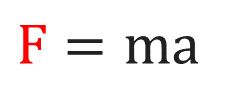 F = ma